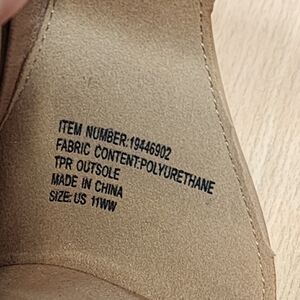 ITEM NUMBER:19446902
FABRIC CONTENT:POLYURETHANE
TPR OUTSOLE
MADE IN CHINA
SIZE: US 11WW